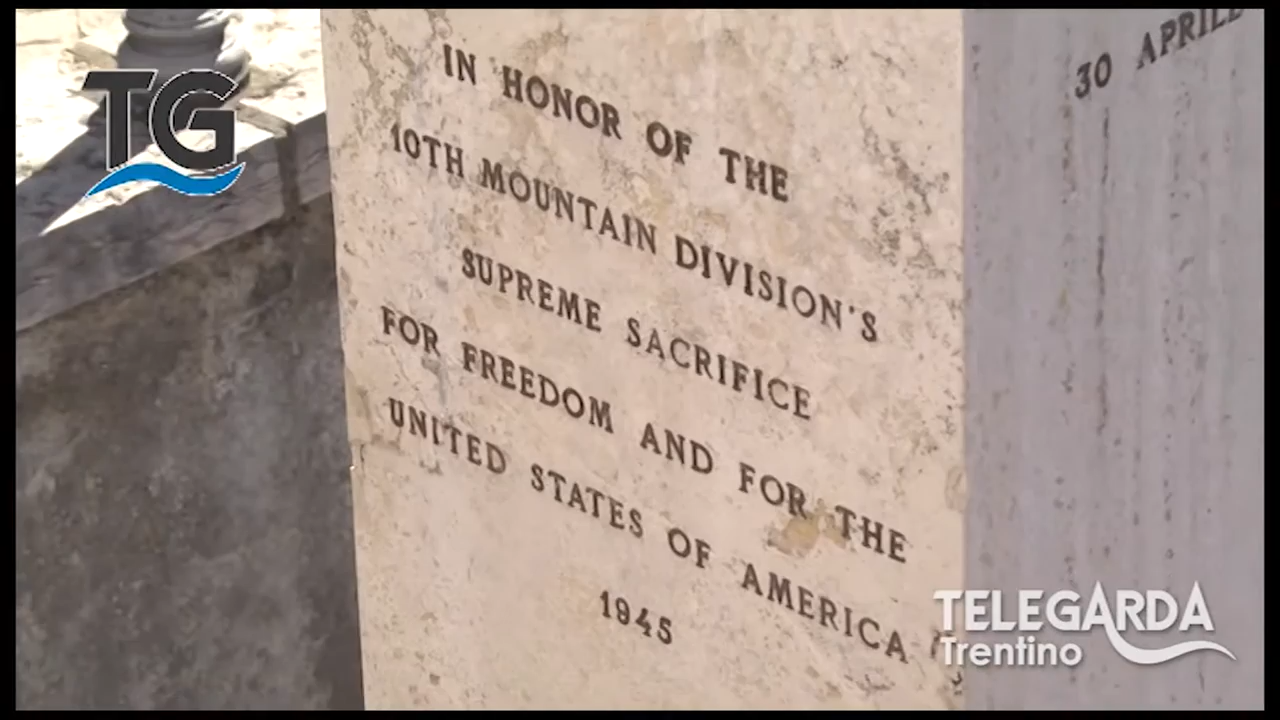 TG
IN HONOR OF THE
10TH MOUNTAIN DIVISION'S
SUPREME SACRIFICE
FOR FREEDOM AND FOR THE
UNITED STATES OF AMERICA
1945
30 APRILE
TELEGARDA
Trentino